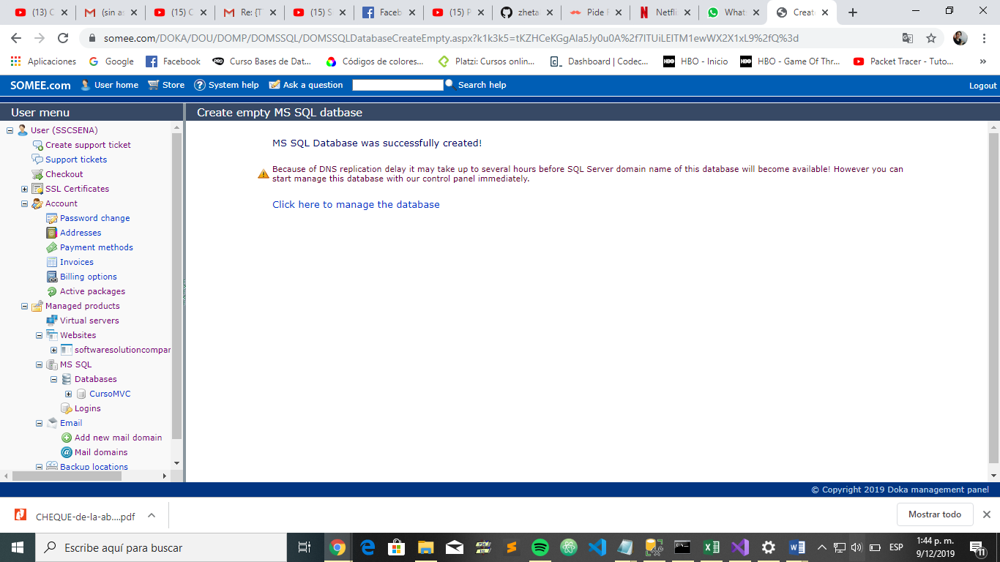 (13) C
(sin as
(15) C
Re: {T
(15) S
Faceb
(15) P
zheta
Pide F
Netfli
What
Creat
somee.com/DOKA/DOU/DOMP/DOMSSQL/DOMSSQLDatabaseCreateEmpty.aspx?k1k3k5=tKZHCeKGgAIa5Jy0u0A%2f7lTUiLElTM1ewWX2X1xL9%2fQ%3d
Aplicaciones
Google
Facebook
Curso Bases de Dat...
Códigos de colores...
Platzi: Cursos onlin...
Dashboard | Codec...
HBO - Inicio
HBO - Game Of Thr...
Packet Tracer - Tuto...
SOMEE.com
User home
Store
System help
Ask a question
Search help
Logout
User menu
Create empty MS SQL datbase
User (SSCSENA)
Create support ticket
Support tickets
Checkout
SSL Certificates
Account
Password change
Addresses
Payment methods
Invoices
Billing options
Active packages
Managed products
Virtual servers
Websites
softwaresolutioncompar
MS SQL
Databases
CursoMVC
Logins
Email
Add new mail domain
Mail domains
Backup locations
MS SQL Database was successfully created!
Because of DNS replication delay it may take up to several hours before SQL Server domain name of this database will become available! However you can
start manage this database with our control panel immediately.
Click here to manage the database
© Copyright 2019 Doka management panel
CHEQUE-de-la-ab....pdf
Mostrar todo
Escribe aquí para buscar
ESP
1:44 p. m.
9/12/2019
11